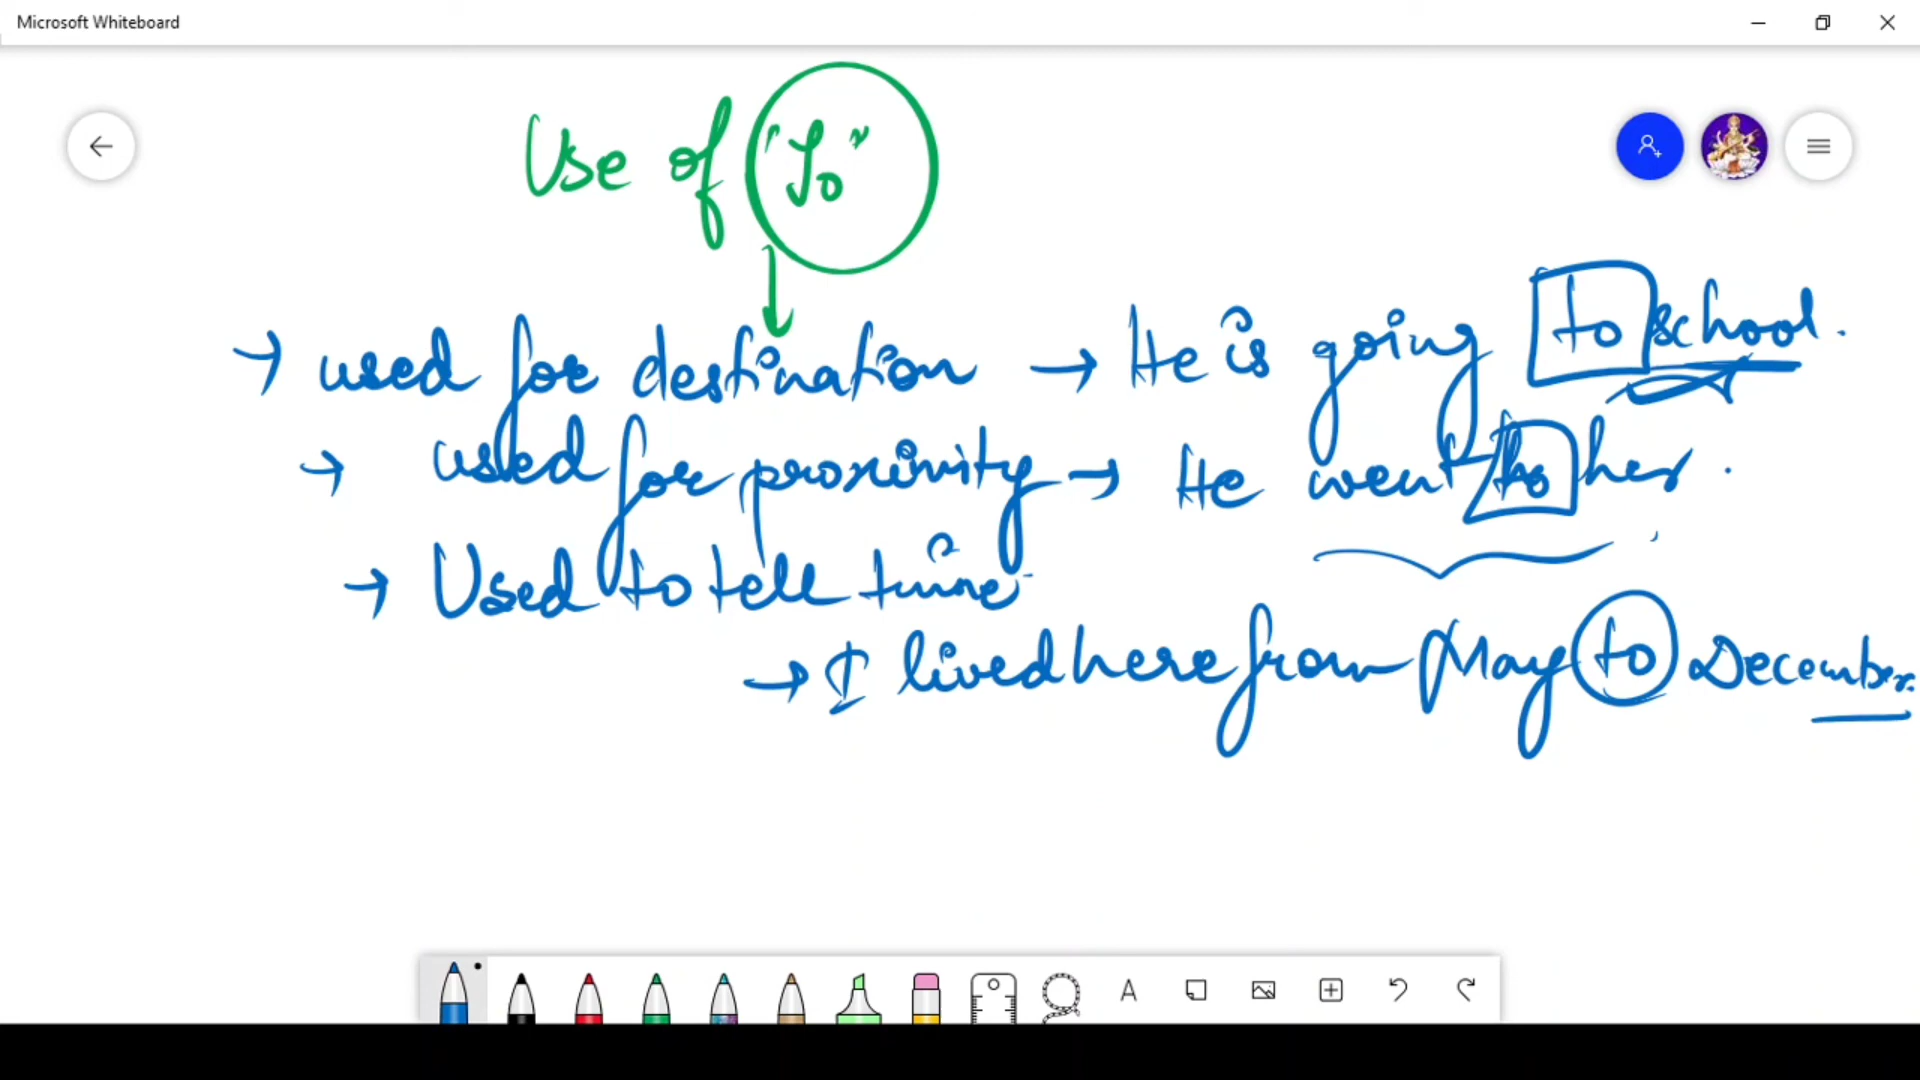 Microsoft Whiteboard
Use of "To"
→ used for destination → He is going to school.
→ used for proximity → He went to her.
→ Used to tell time
→ I lived here from May to December.